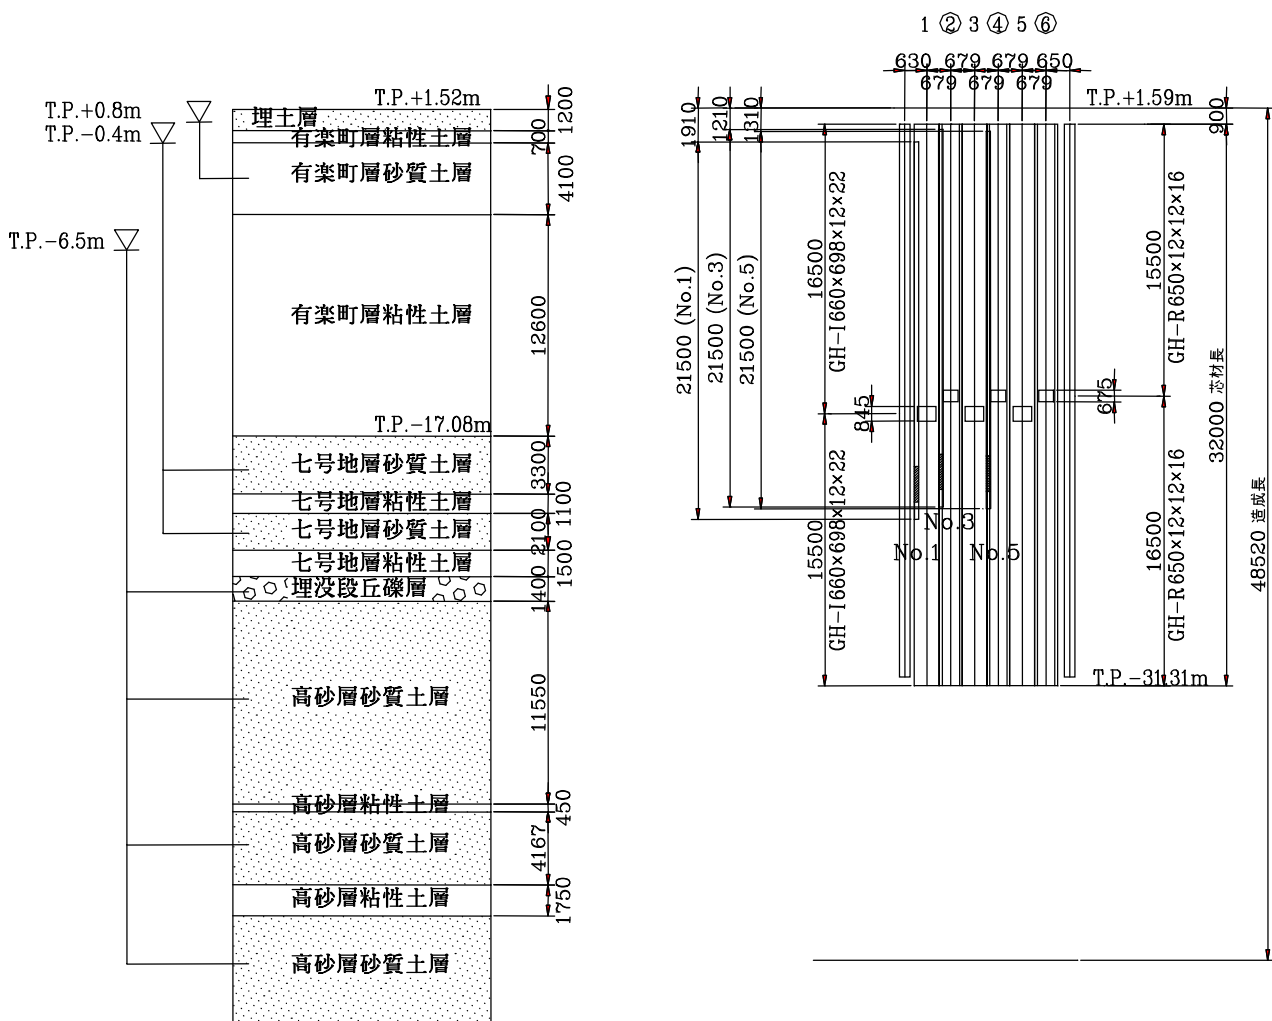 T.P.+0.8m
T.P.-0.4m
T.P.-6.5m
T.P.+1.52m
埋土層
1200
有楽町層粘性土層
700
有楽町層砂質土層
4100
有楽町層粘性土層
12600
T.P.-17.08m
七号地層砂質土層
3300
七号地層粘性土層
1100
七号地層砂質土層
2100
七号地層粘性土層
1500
埋没段丘礫層
1400
高砂層砂質土層
11550
高砂層粘性土層
450
高砂層砂質土層
4167
高砂層粘性土層
1750
高砂層砂質土層
1 ② 3 ④ 5 ⑥
630 679 679 650
679 679 679
T.P.+1.59m
1910
1210
1310
900
21500 (No.1)
21500 (No.3)
21500 (No.5)
16500
GH-I660×698×12×22
845
15500
GH-I660×698×12×22
No.1
No.3
No.5
15500
GH-R650×12×12×16
675
16500
GH-R650×12×12×16
32000 芯材長
48520 造成長
T.P.-31.31m